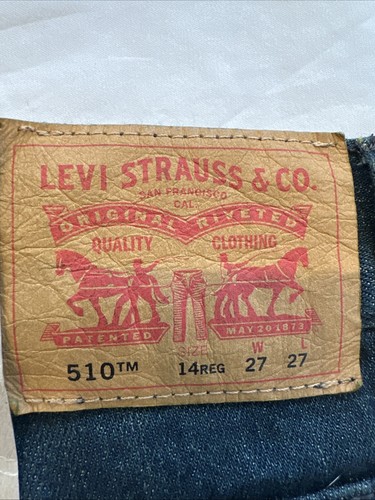 LEVI STRAUSS & CO.
SAN FRANCISCO
CAL.
ORIGINAL RIVETED
QUALITY CLOTHING
PATENTED MAY 20 1873
SIZE W L
510™ 14REG 27 27